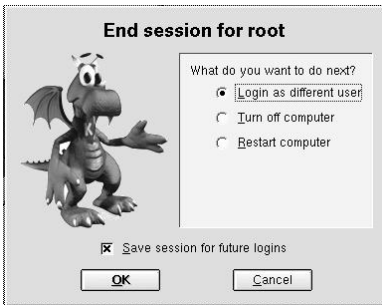 End session for root
What do you want to do next?
Login as different user
Turn off computer
Restart computer
Save session for future logins
OK
Cancel